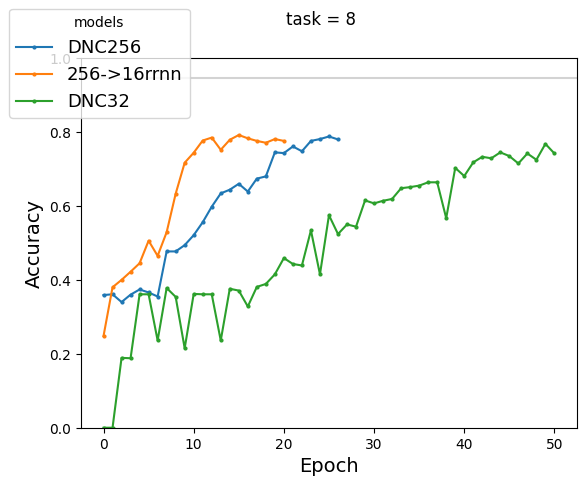 task = 8
models
DNC256
256->16rrnn
DNC32
1.0
0.8
0.6
0.4
0.2
0.0
Accuracy
0 10 20 30 40 50
Epoch